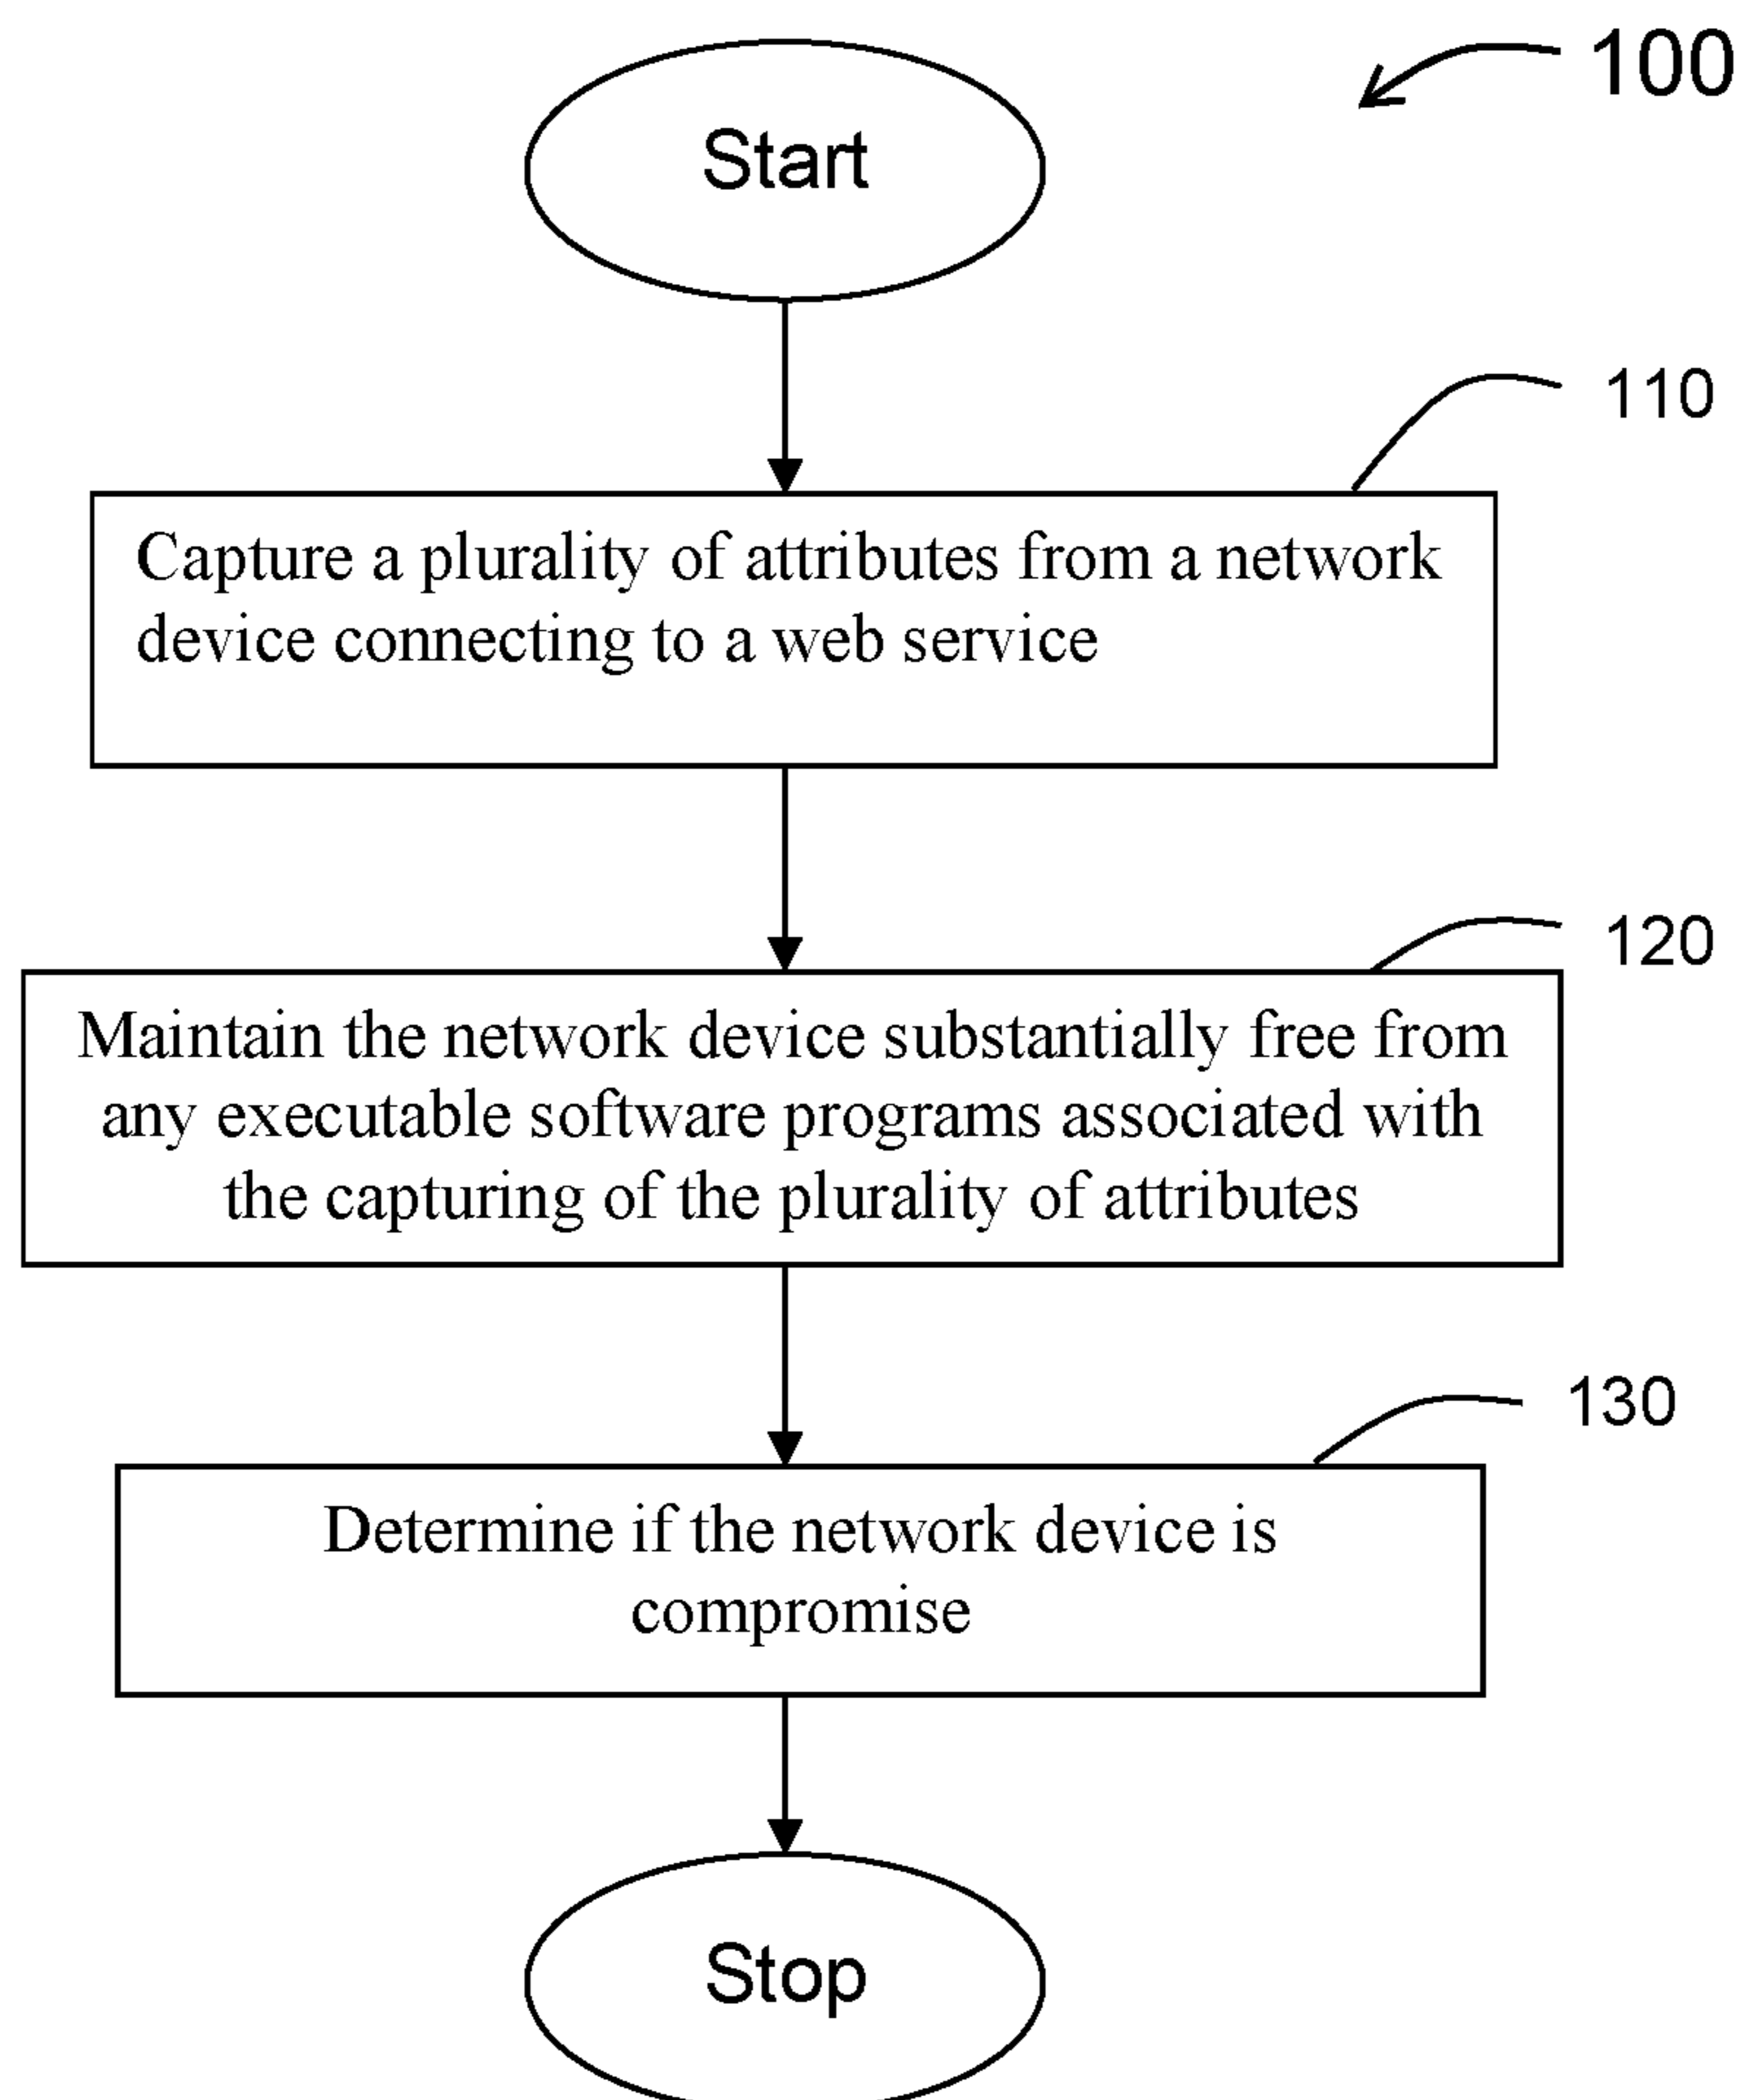 100
Start
110
Capture a plurality of attributes from a network
device connecting to a web service
120
Maintain the network device substantially free from
any executable software programs associated with
the capturing of the plurality of attributes
130
Determine if the network device is
compromise
Stop